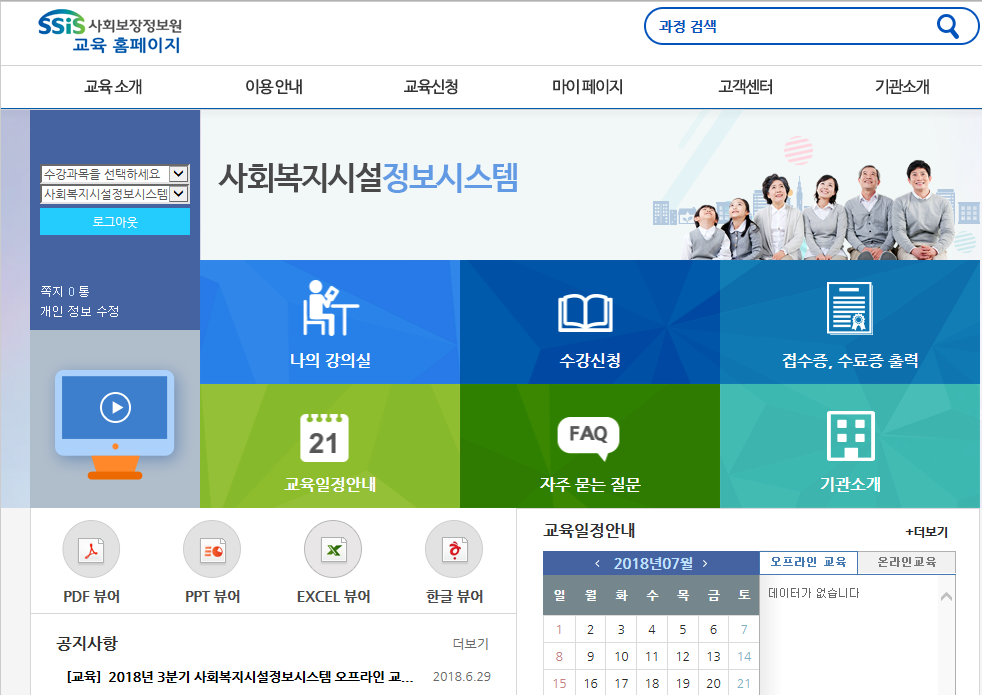 SSiS 사회보장정보원
교육 홈페이지
과정 검색
교육 소개 이용 안내 교육신청 마이 페이지 고객센터 기관소개
수강과목을 선택하세요
사회복지시설정보시스템
로그아웃
쪽지 0 통
개인 정보 수정
사회복지시설정보시스템
나의 강의실 수강신청 접수증, 수료증 출력
21
FAQ
교육일정안내 자주 묻는 질문 기관소개
PDF 뷰어 PPT 뷰어 EXCEL 뷰어 한글 뷰어
공지사항 더보기
[교육] 2018년 3분기 사회복지시설정보시스템 오프라인 교... 2018.6.29
교육일정안내 +더보기
‹ 2018년07월 ›
오프라인 교육 온라인교육
일 월 화 수 목 금 토
데이터가 없습니다
1 2 3 4 5 6 7
8 9 10 11 12 13 14
15 16 17 18 19 20 21